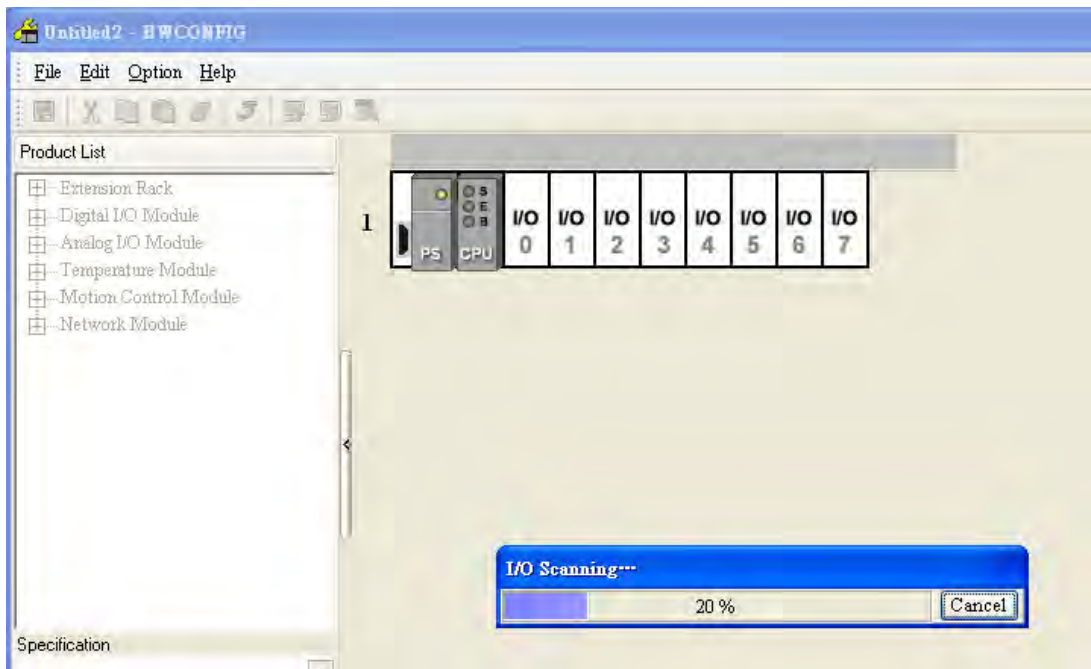 Untitled2 - HWCONFIG
File Edit Option Help
Product List
Extension Rack
Digital I/O Module
Analog I/O Module
Temperature Module
Motion Control Module
Network Module
1
PS
S
E
B
CPU
I/O 0
I/O 1
I/O 2
I/O 3
I/O 4
I/O 5
I/O 6
I/O 7
I/O Scanning---
20 %
Cancel
Specification